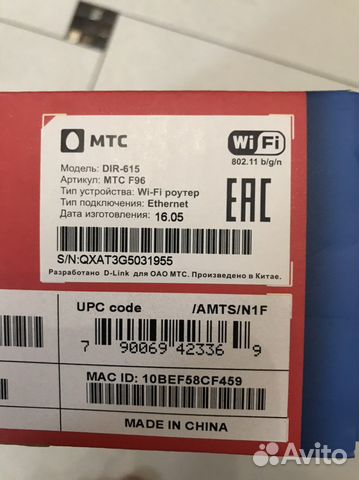 МТС
WiFi
802.11 b/g/n
Модель: DIR-615
Артикул: МТС F96
Тип устройства: Wi-Fi роутер
Тип подключения: Ethernet
Дата изготовления: 16.05
EAC
S/N:QXAT3G5031955
Разработано D-Link для ОАО МТС. Произведено в Китае.
UPC code /AMTS/N1F
7 90069 42336 9
MAC ID: 10BEF58CF459
MADE IN CHINA
Avito